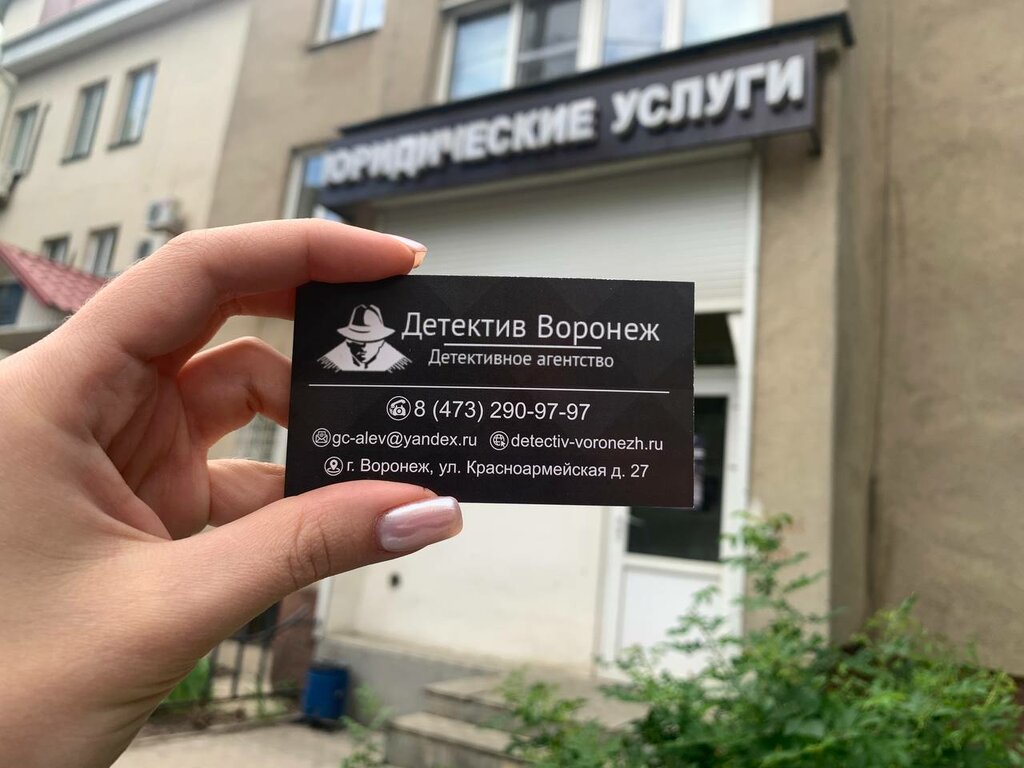 ЮРИДИЧЕСКИЕ УСЛУГИ
Детектив Воронеж
Детективное агентство
8 (473) 290-97-97
gc-alev@yandex.ru detectiv-voronezh.ru
г. Воронеж, ул. Красноармейская д. 27